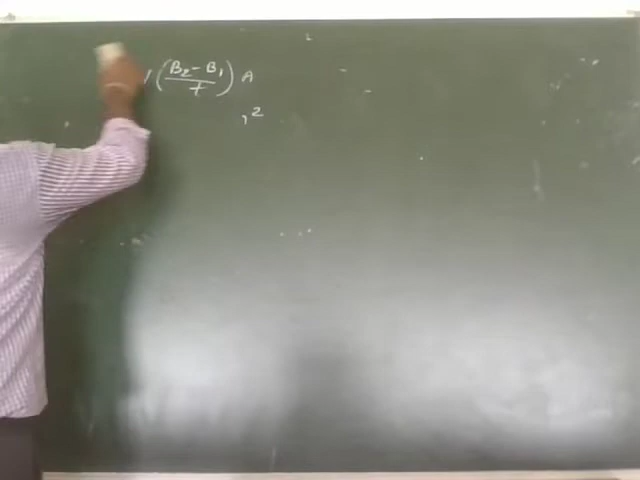 (B₂ - B₁ / t) A
, ²